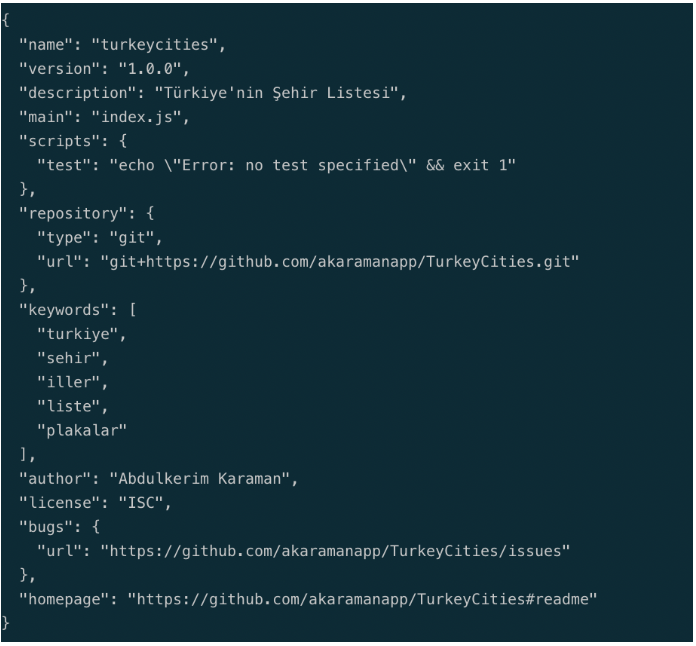 {
  "name": "turkeycities",
  "version": "1.0.0",
  "description": "Türkiye'nin Şehir Listesi",
  "main": "index.js",
  "scripts": {
    "test": "echo \"Error: no test specified\" && exit 1"
  },
  "repository": {
    "type": "git",
    "url": "git+https://github.com/akaramanapp/TurkeyCities.git"
  },
  "keywords": [
    "turkiye",
    "sehir",
    "iller",
    "liste",
    "plakalar"
  ],
  "author": "Abdulkerim Karaman",
  "license": "ISC",
  "bugs": {
    "url": "https://github.com/akaramanapp/TurkeyCities/issues"
  },
  "homepage": "https://github.com/akaramanapp/TurkeyCities#readme"
}